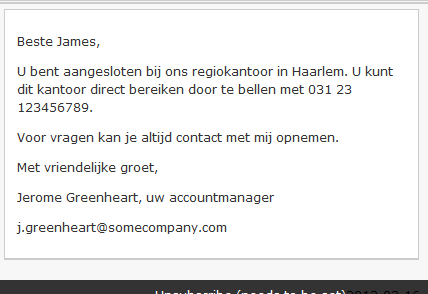 Beste James,
U bent aangesloten bij ons regiokantoor in Haarlem. U kunt
dit kantoor direct bereiken door te bellen met 031 23
123456789.
Voor vragen kan je altijd contact met mij opnemen.
Met vriendelijke groet,
Jerome Greenheart, uw accountmanager
j.greenheart@somecompany.com